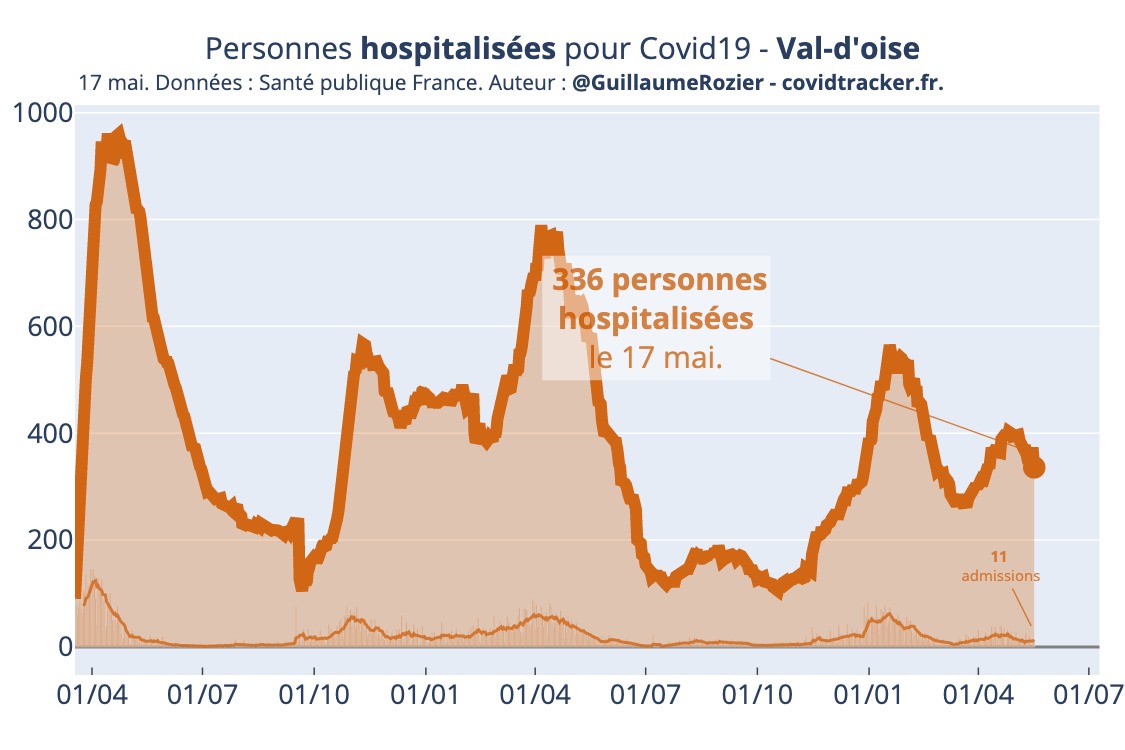 Personnes hospitalisées pour Covid19 - Val-d'oise
17 mai. Données : Santé publique France. Auteur : @GuillaumeRozier - covidtracker.fr.
1000
800
600
400
200
0
336 personnes
hospitalisées
le 17 mai.
11
admissions
01/04 01/07 01/10 01/01 01/04 01/07 01/10 01/01 01/04 01/07